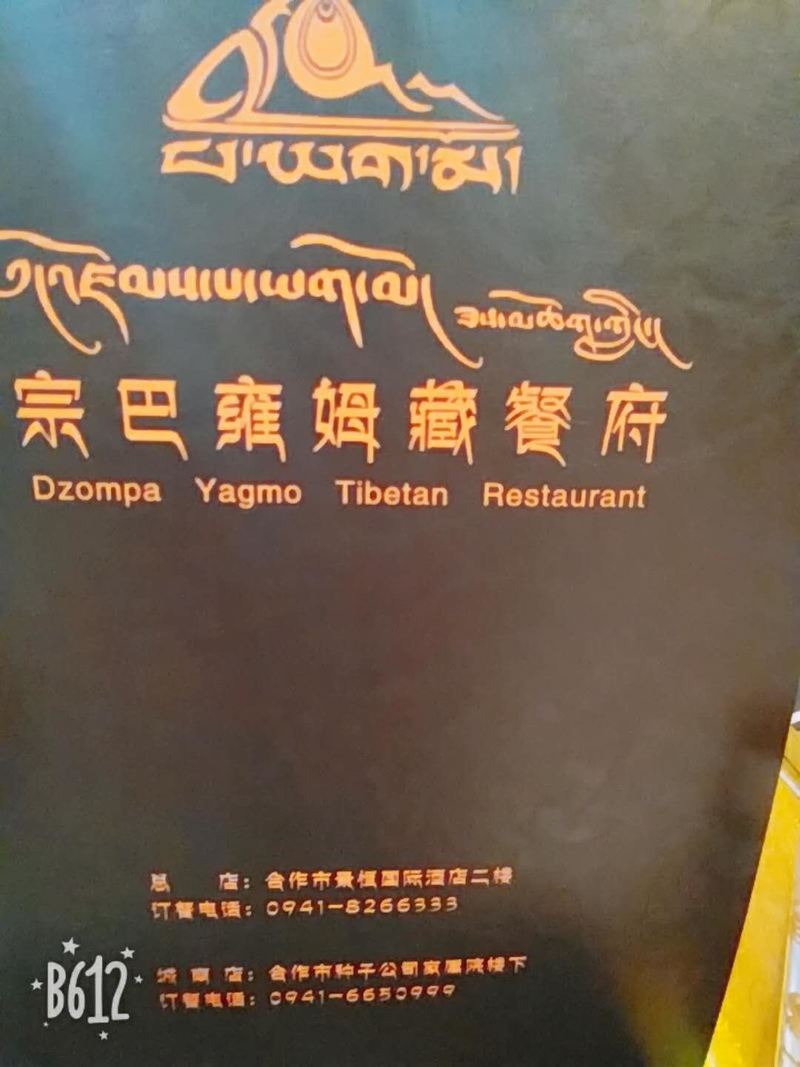 པ་ཡག་མོ།
宗巴雍姆藏餐府
Dzompa Yagmo Tibetan Restaurant
总 店：合作市景恒国际酒店二楼
订餐电话：0941-8266333
城南店：合作市种子公司家属院楼下
订餐电话：0941-6650999
B612